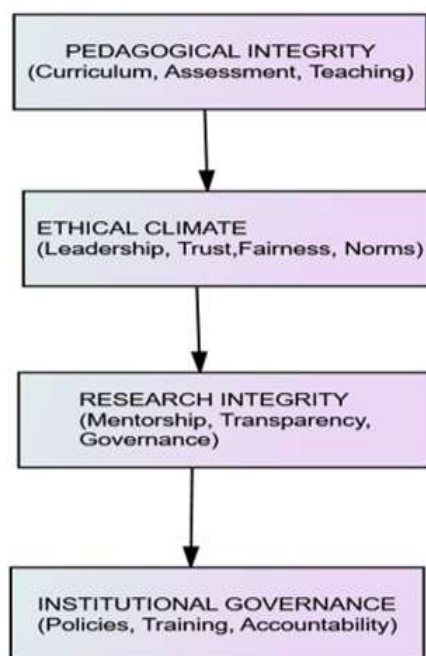 PEDAGOGICAL INTEGRITY
(Curriculum, Assessment, Teaching)
ETHICAL CLIMATE
(Leadership, Trust,Fairness, Norms)
RESEARCH INTEGRITY
(Mentorship, Transparency,
Governance)
INSTITUTIONAL GOVERNANCE
(Policies, Training, Accountability)